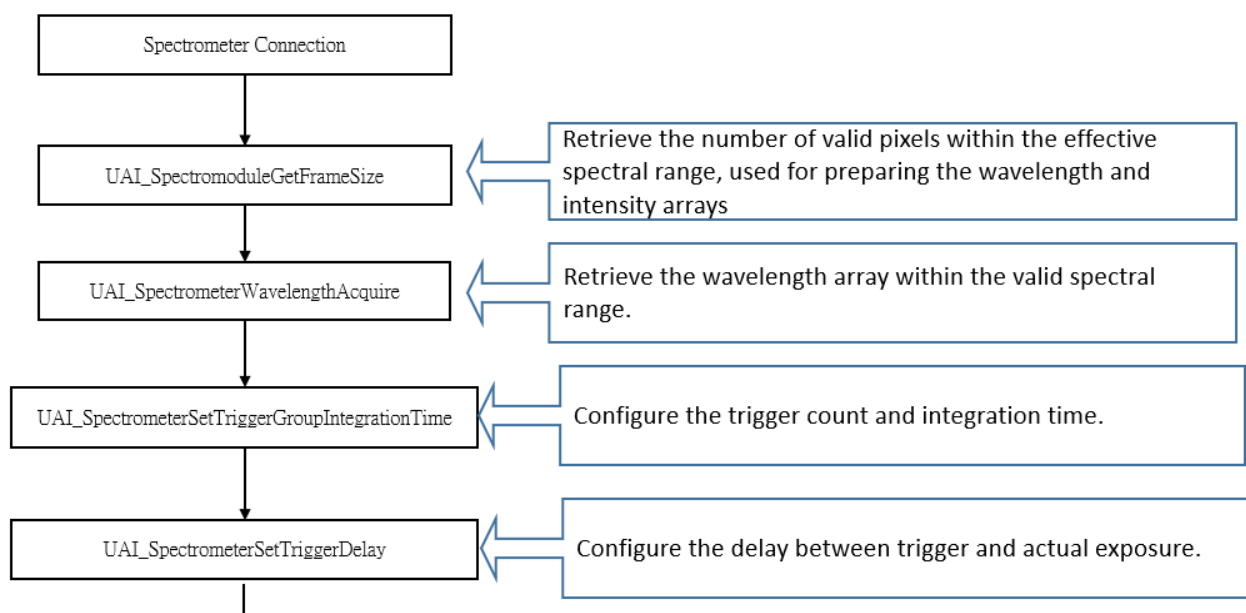 Spectrometer Connection
UAI_SpectromoduleGetFrameSize
Retrieve the number of valid pixels within the effective
spectral range, used for preparing the wavelength and
intensity arrays
UAI_SpectrometerWavelengthAcquire
Retrieve the wavelength array within the valid spectral
range.
UAI_SpectrometerSetTriggerGroupIntegrationTime
Configure the trigger count and integration time.
UAI_SpectrometerSetTriggerDelay
Configure the delay between trigger and actual exposure.